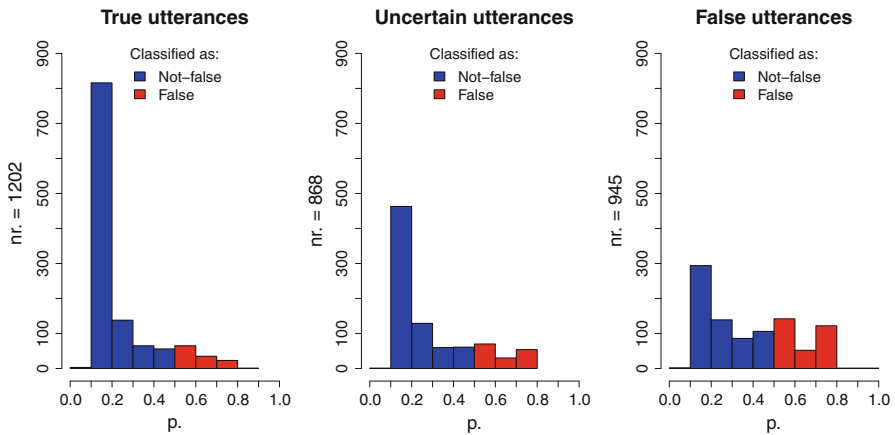 True utterances
Classified as:
Not−false
False
900
700
500
300
100
0
nr. = 1202
0.0 0.2 0.4 0.6 0.8 1.0
p.
Uncertain utterances
Classified as:
Not−false
False
900
700
500
300
100
0
nr. = 868
0.0 0.2 0.4 0.6 0.8 1.0
p.
False utterances
Classified as:
Not−false
False
900
700
500
300
100
0
nr. = 945
0.0 0.2 0.4 0.6 0.8 1.0
p.